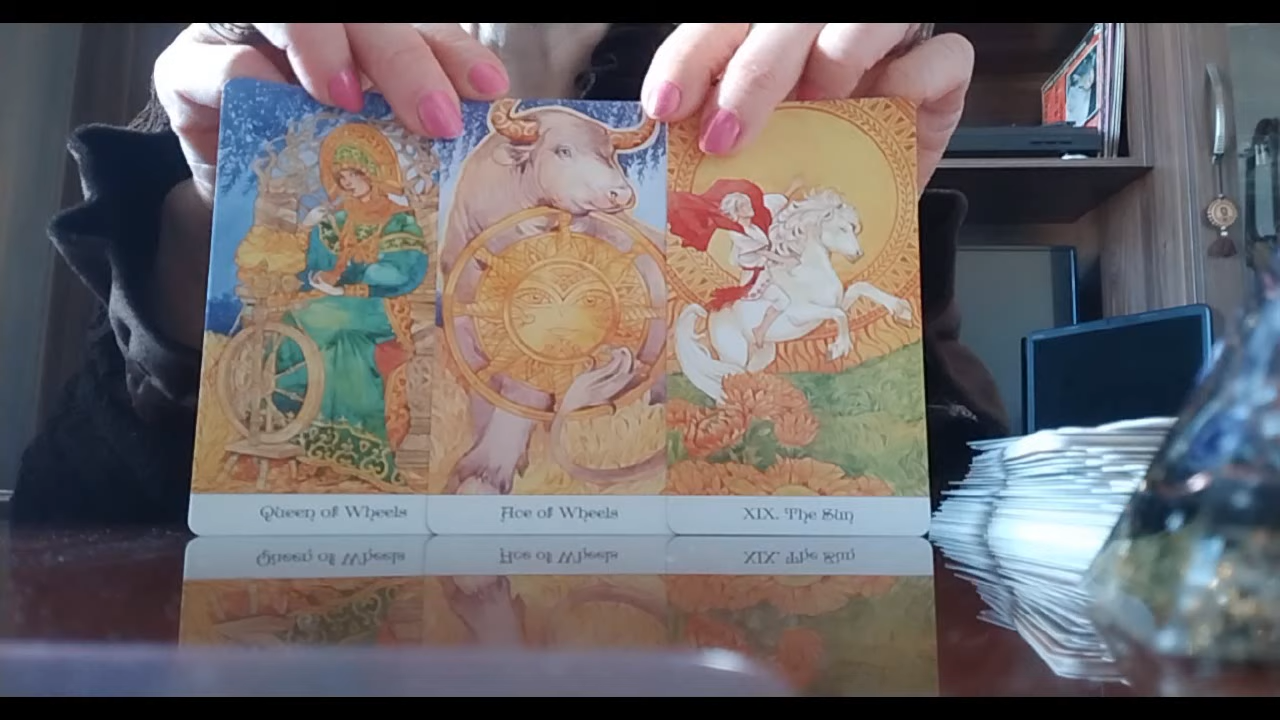 Queen of Wheels
Ace of Wheels
XIX. The Sun